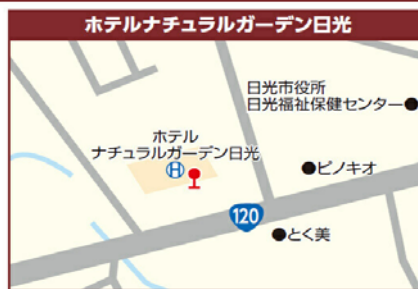 ホテルナチュラルガーデン日光
日光市役所
日光福祉保健センター
ホテル
ナチュラルガーデン日光
H
ピノキオ
120
とく美